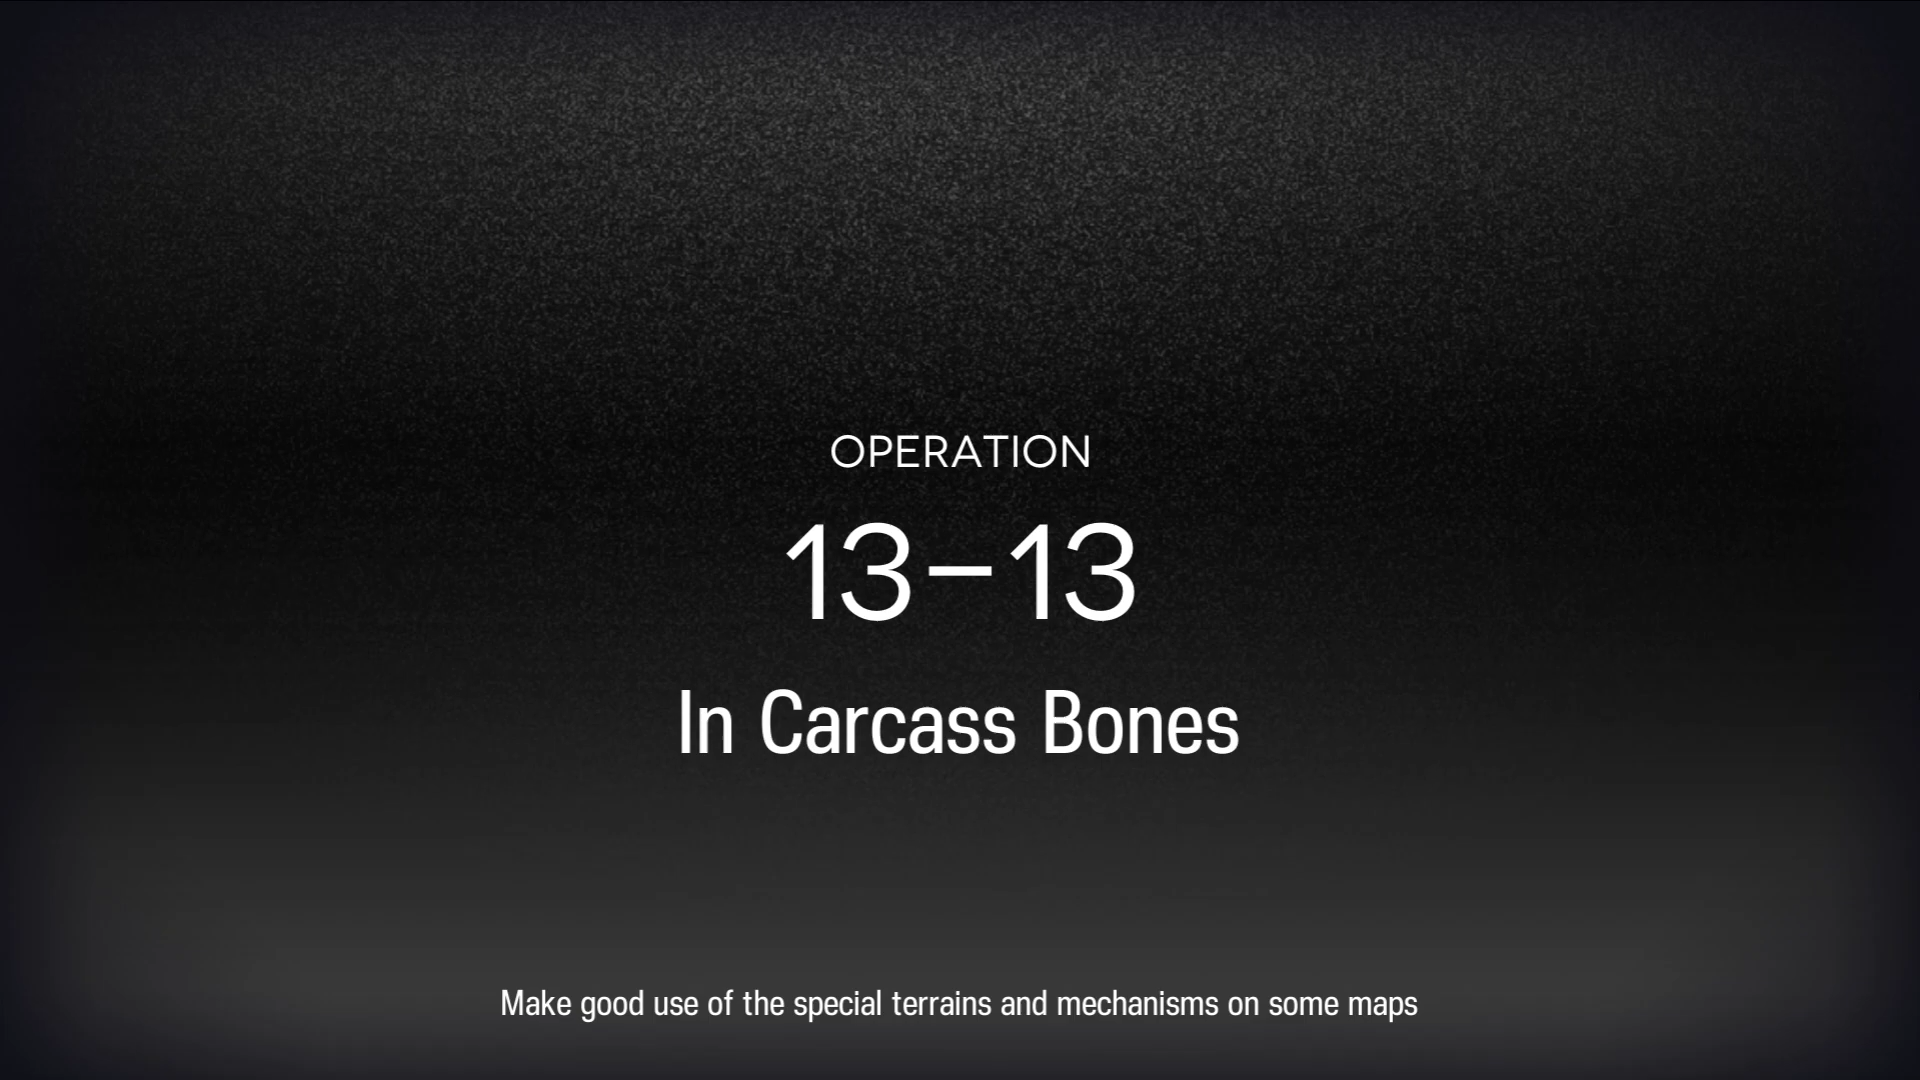 OPERATION
13-13
In Carcass Bones
Make good use of the special terrains and mechanisms on some maps